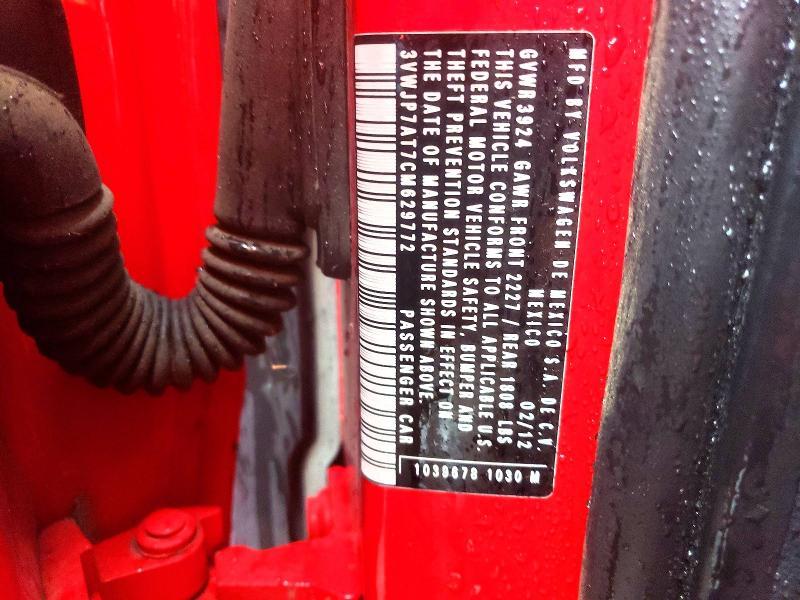 MFD BY VOLKSWAGEN DE MEXICO S.A. DE C.V.
MEXICO 02/12
GVWR 3924 GAWR FRONT 2227 / REAR 1808 LBS
THIS VEHICLE CONFORMS TO ALL APPLICABLE U.S.
FEDERAL MOTOR VEHICLE SAFETY, BUMPER AND
THEFT PREVENTION STANDARDS IN EFFECT ON
THE DATE OF MANUFACTURE SHOWN ABOVE.
3VWJP7AT7CM629772 PASSENGER CAR
1038678 1030 M